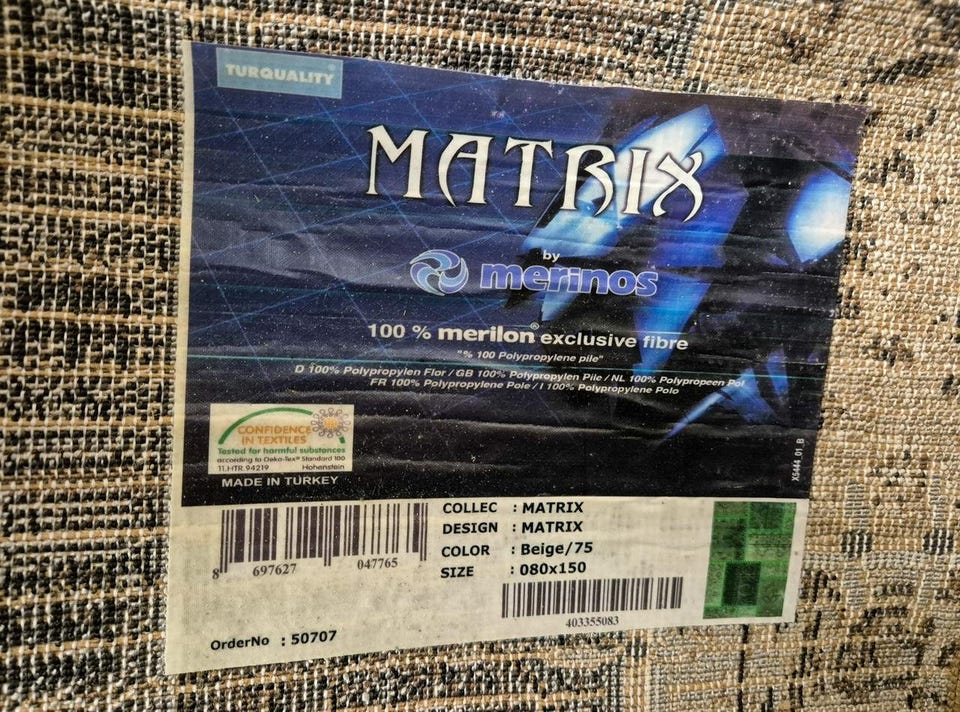 TURQUALITY®
MATRIX
by
merinos
100 % merilon® exclusive fibre
"% 100 Polypropylene pile"
D 100% Polypropylen Flor / GB 100% Polypropylen Pile / NL 100% Polypropeen Pol
FR 100% Polypropylene Pole / I 100% Polypropylene Polo
CONFIDENCE
IN TEXTILES
Tested for harmful substances
according to Oeko-Tex® Standard 100
11.HTR.94219 Hohenstein
MADE IN TURKEY
X5444_01_B
8 697627 047765
COLLEC : MATRIX
DESIGN : MATRIX
COLOR : Beige/75
SIZE : 080x150
403355083
OrderNo : 50707